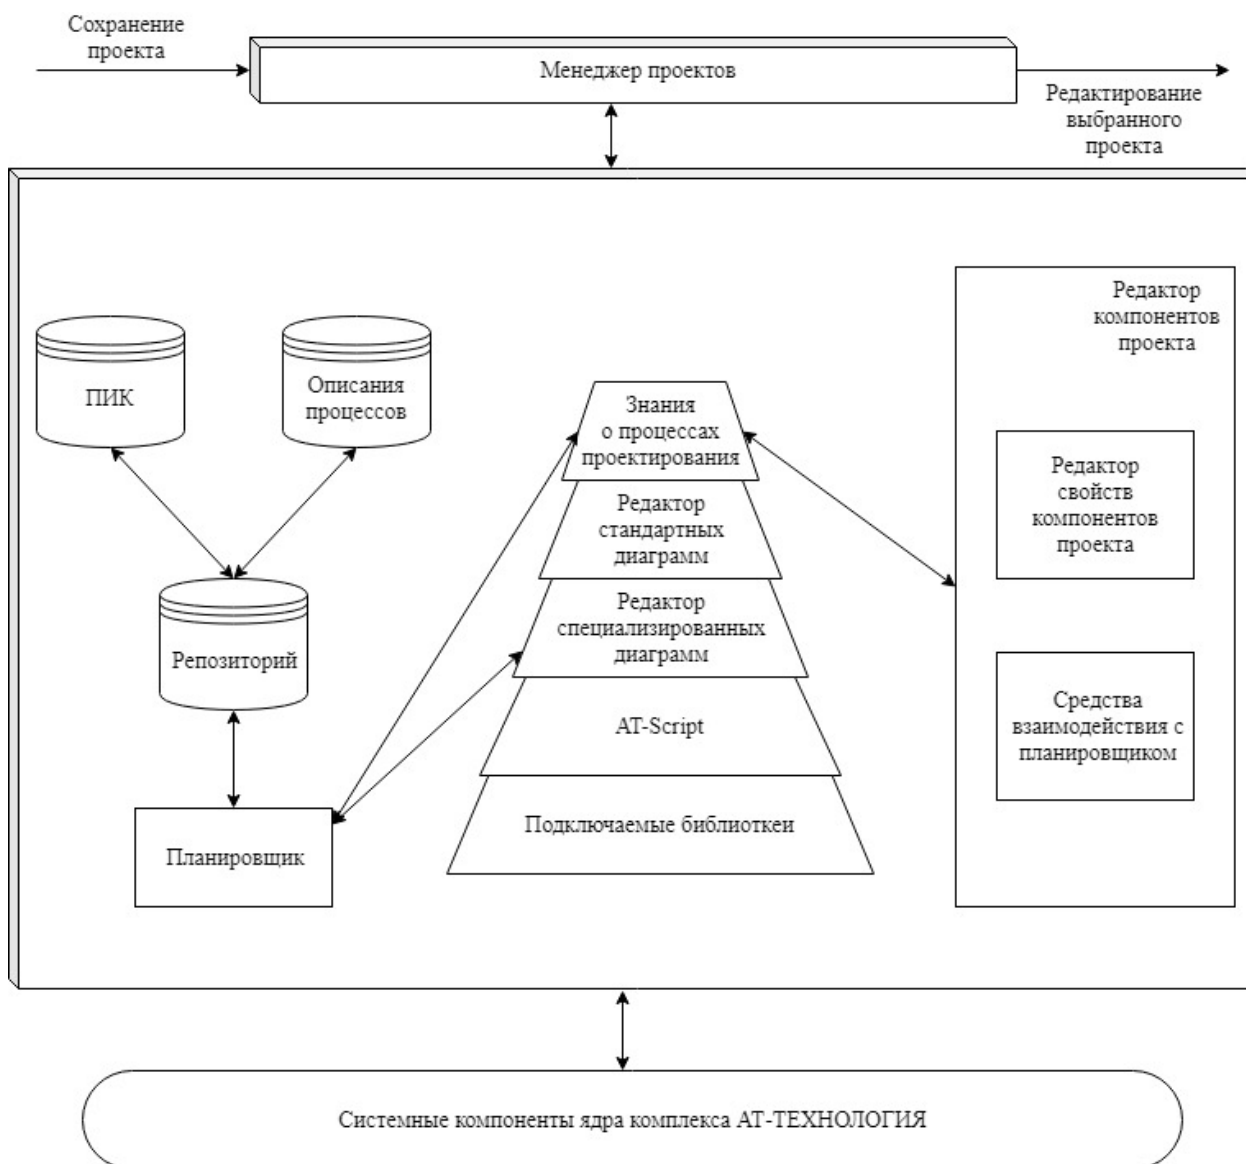 Сохранение
проекта
Менеджер проектов
Редактирование
выбранного
проекта
Редактор
компонентов
проекта
ПИК
Описания
процессов
Знания
о процессах
проектирования
Редактор
свойств
компонентов
проекта
Редактор
стандартных
диаграмм
Редактор
специализированных
диаграмм
Репозиторий
AT-Script
Средства
взаимодействия с
планировщиком
Подключаемые библиоткеи
Планировщик
Системные компоненты ядра комплекса АТ-ТЕХНОЛОГИЯ